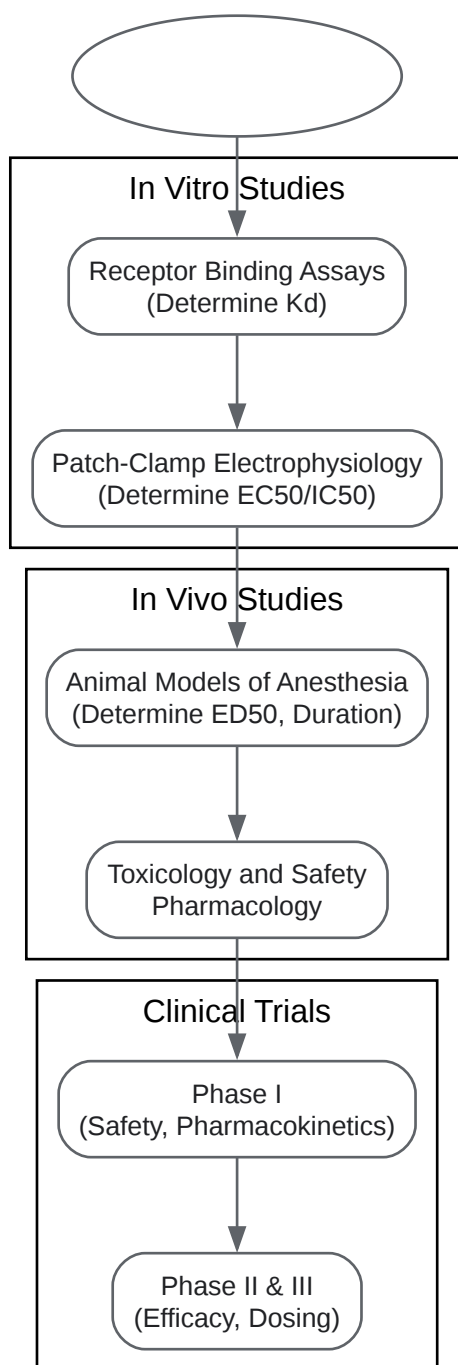 In Vitro Studies
Receptor Binding Assays
(Determine Kd)
Patch-Clamp Electrophysiology
(Determine EC50/IC50)
In Vivo Studies
Animal Models of Anesthesia
(Determine ED50, Duration)
Toxicology and Safety
Pharmacology
Clinical Trials
Phase I
(Safety, Pharmacokinetics)
Phase II & III
(Efficacy, Dosing)